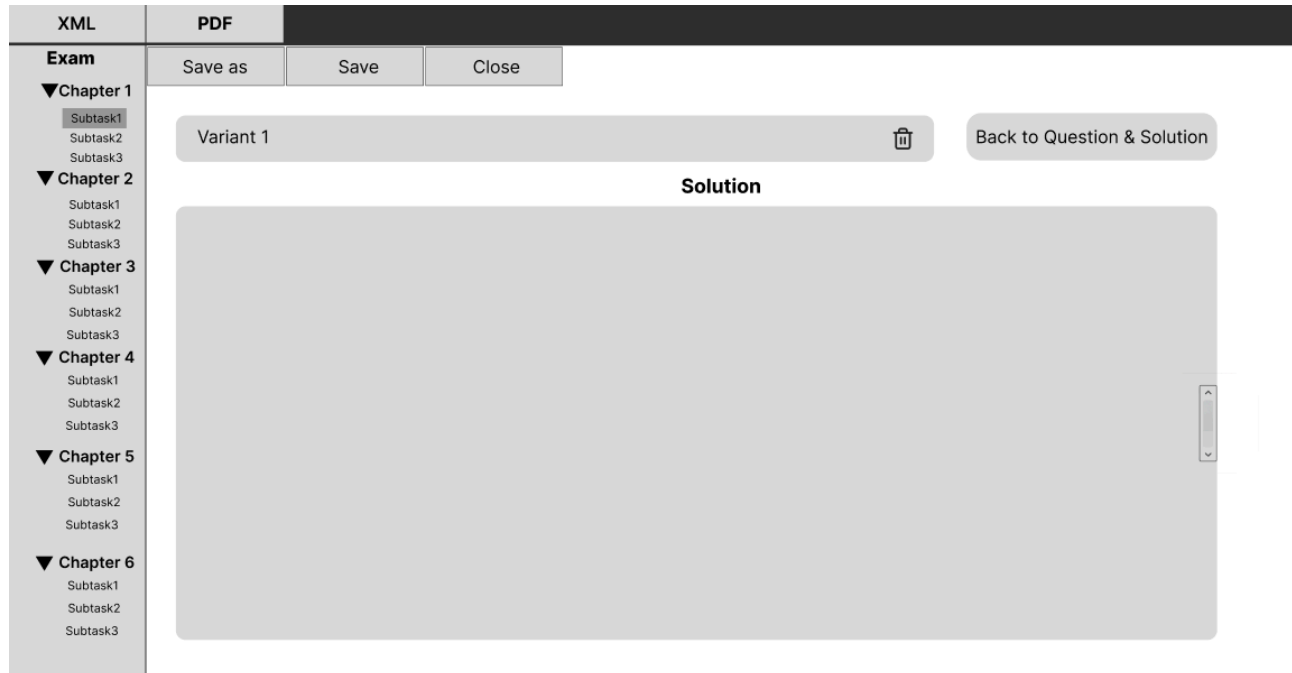 XML
PDF
Exam
Save as
Save
Close
Chapter 1
Subtask1
Subtask2
Subtask3
Chapter 2
Subtask1
Subtask2
Subtask3
Chapter 3
Subtask1
Subtask2
Subtask3
Chapter 4
Subtask1
Subtask2
Subtask3
Chapter 5
Subtask1
Subtask2
Subtask3
Chapter 6
Subtask1
Subtask2
Subtask3
Variant 1
Back to Question & Solution
Solution